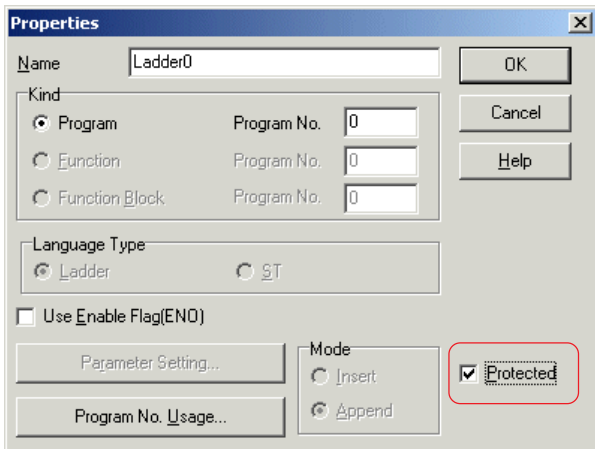 Properties
Name Ladder0 OK
Kind
Program Program No. 0 Cancel
Function Program No. 0 Help
Function Block Program No. 0
Language Type
Ladder ST
Use Enable Flag(ENO)
Parameter Setting... Mode
Insert Protected
Program No. Usage... Append